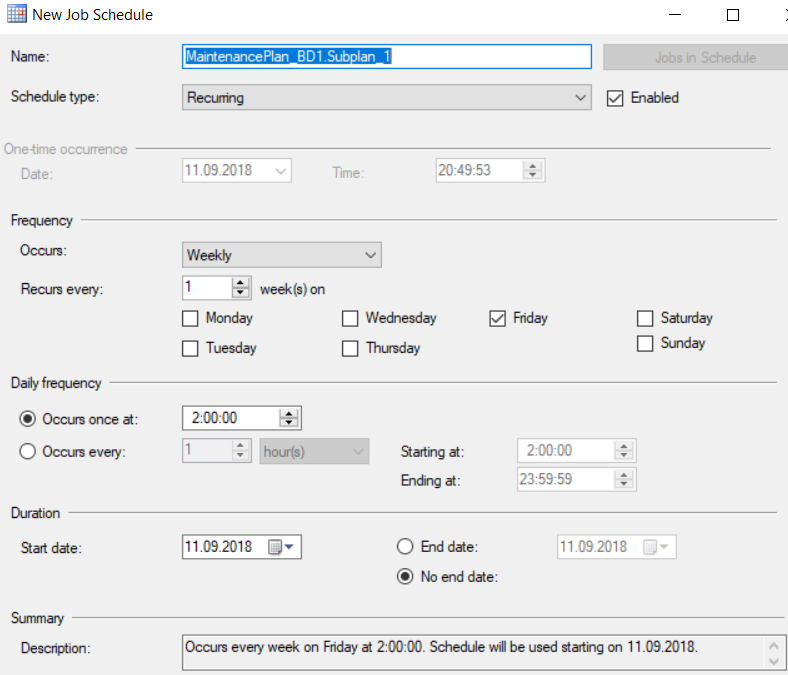 New Job Schedule
Name: MaintenancePlan_BD1.Subplan_1 Jobs in Schedule
Schedule type: Recurring Enabled
One-time occurrence
Date: 11.09.2018 Time: 20:49:53
Frequency
Occurs: Weekly
Recurs every: 1 week(s) on
Monday Wednesday Friday Saturday
Tuesday Thursday Sunday
Daily frequency
Occurs once at: 2:00:00
Occurs every: 1 hour(s) Starting at: 2:00:00
Ending at: 23:59:59
Duration
Start date: 11.09.2018 End date: 11.09.2018
No end date:
Summary
Description: Occurs every week on Friday at 2:00:00. Schedule will be used starting on 11.09.2018.